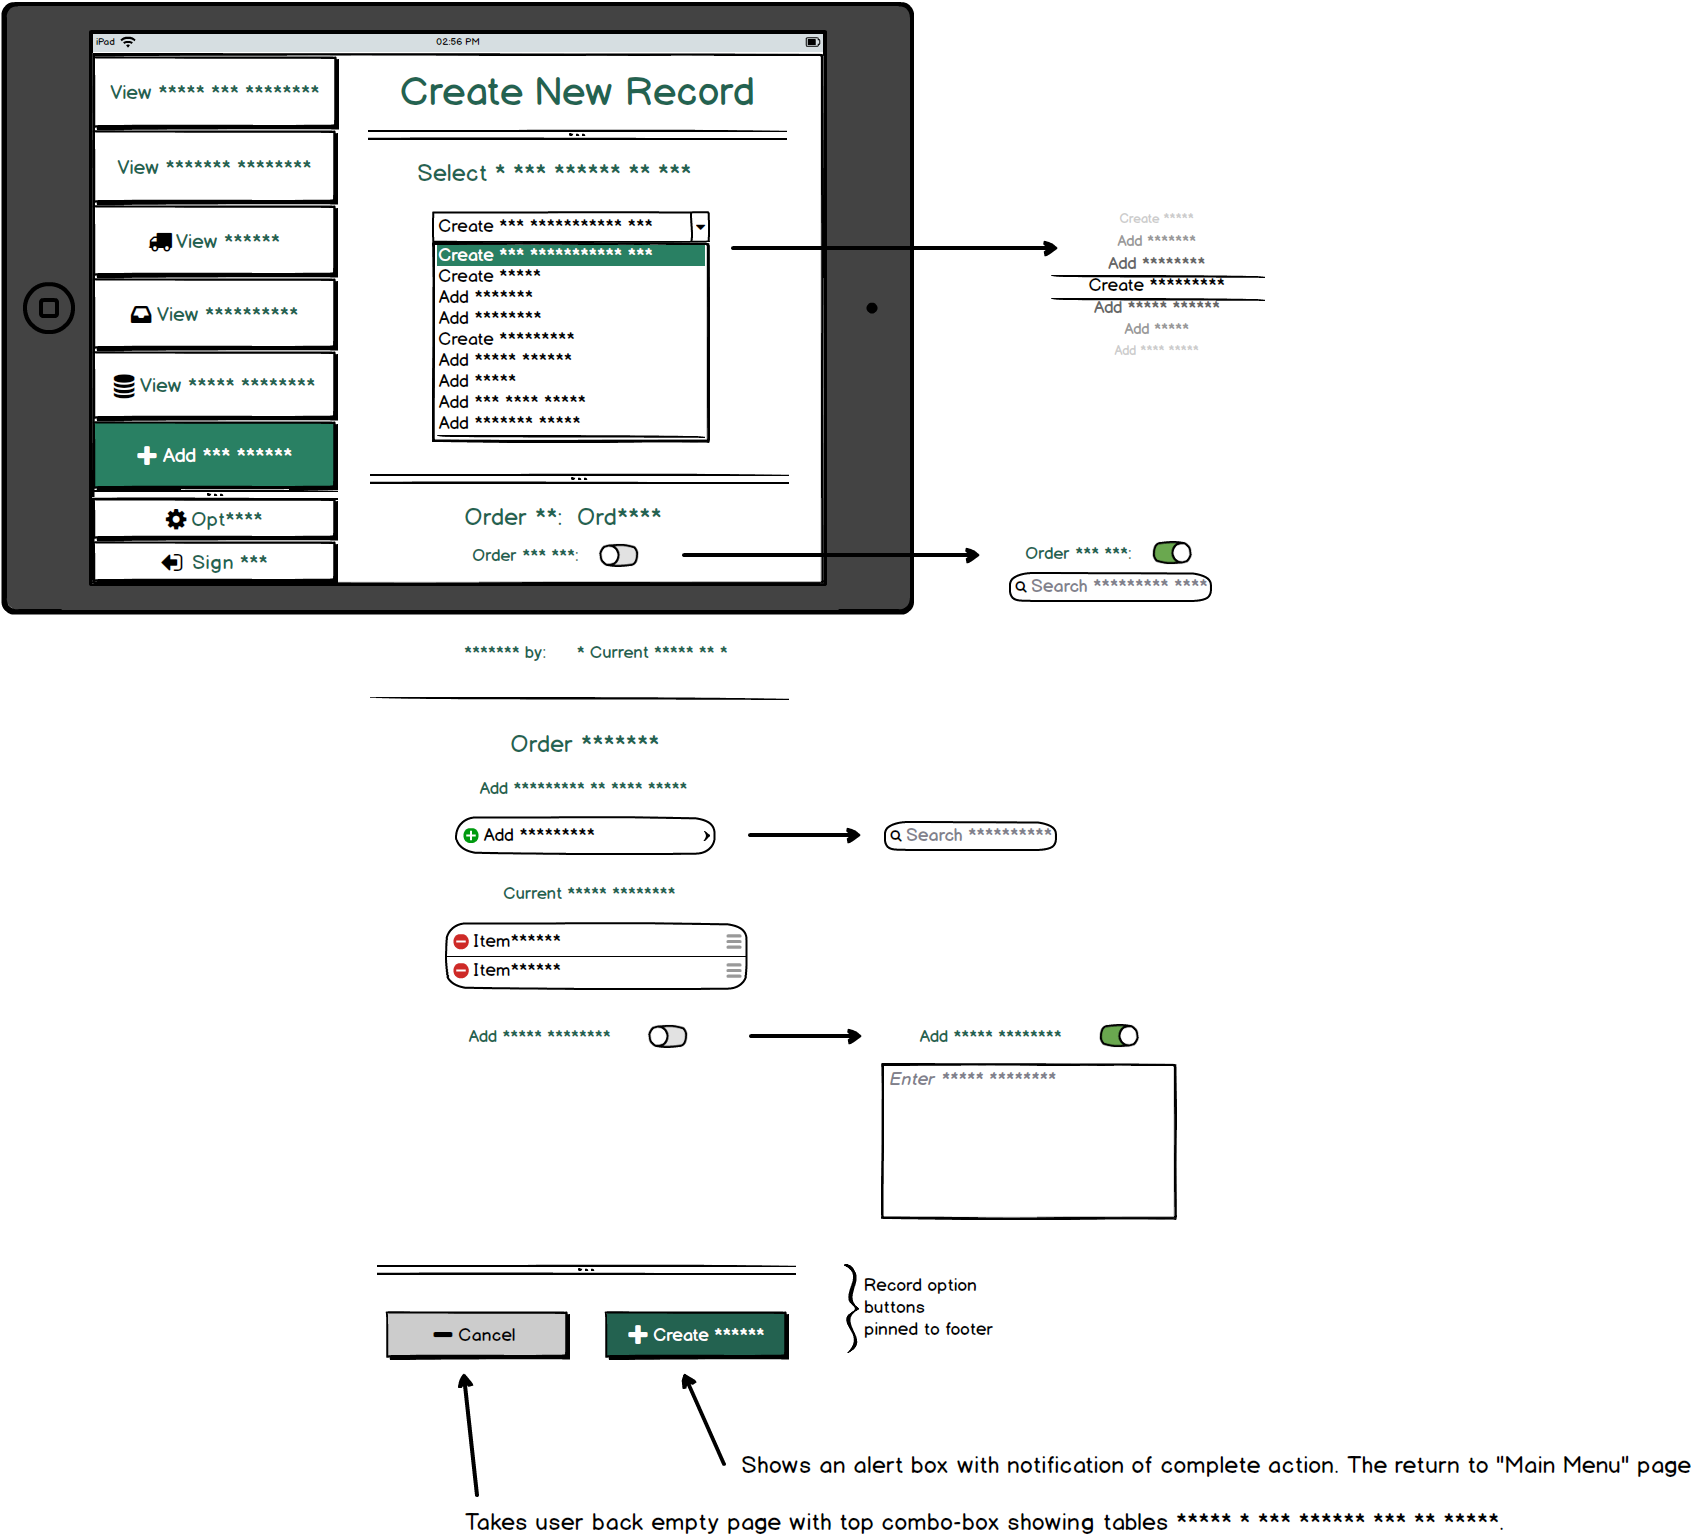 iPad
02:56 PM
View ***** *** ********
View ******* ********
View ******
View **********
View ***** ********
Add *** ******
Opt****
Sign ***
Create New Record
Select * *** ****** ** ***
Create *** *********** ***
Create *** *********** ***
Create *****
Add *******
Add ********
Create *********
Add ***** ******
Add *****
Add *** **** *****
Add ******* *****
Order **: Ord****
Order *** ***:
Create *****
Add *******
Add ********
Create *********
Add ***** ******
Add *****
Add **** *****
Order *** ***:
Search ********* ****
******* by: * Current ***** ** *
Order *******
Add ********* ** **** *****
Add *********
Search **********
Current ***** ********
Item******
Item******
Add ***** ********
Add ***** ********
Enter ***** ********
Record option
buttons
pinned to footer
Cancel
Create ******
Shows an alert box with notification of complete action. The return to "Main Menu" page
Takes user back empty page with top combo-box showing tables ***** * *** ****** *** ** *****.